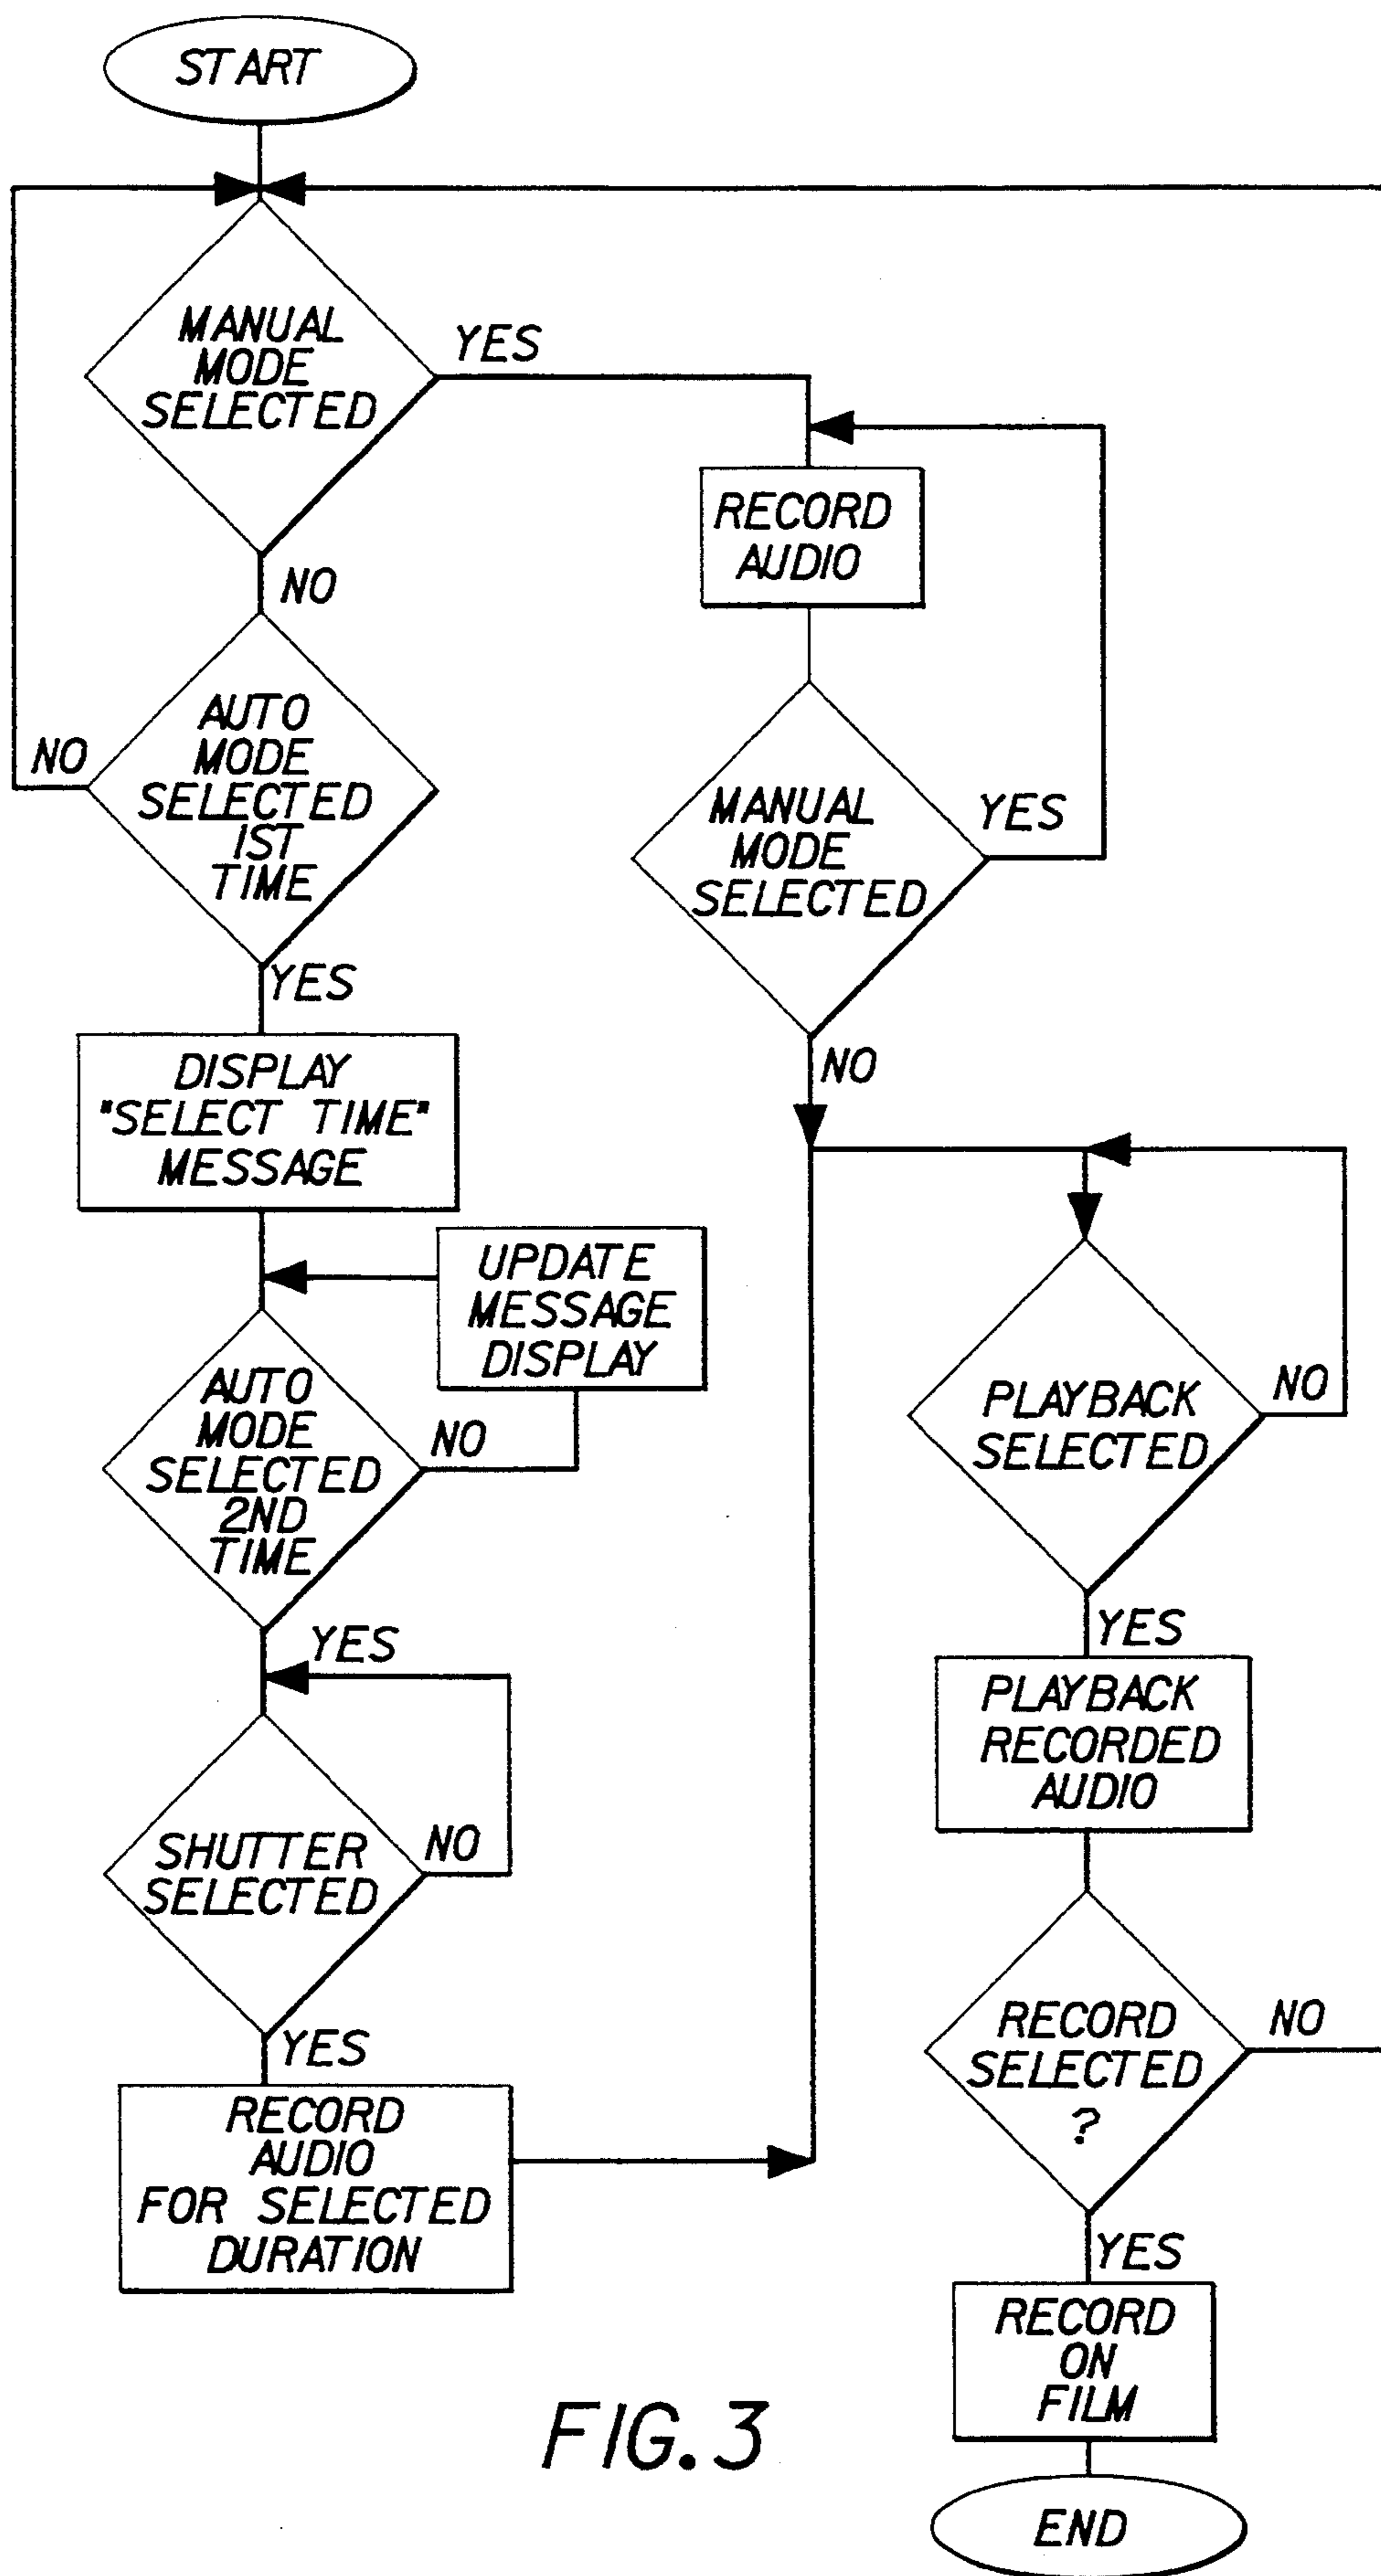 START
MANUAL
MODE
SELECTED
YES
NO
AUTO
MODE
SELECTED
1ST
TIME
NO
YES
DISPLAY
"SELECT TIME"
MESSAGE
UPDATE
MESSAGE
DISPLAY
AUTO
MODE
SELECTED
2ND
TIME
NO
YES
SHUTTER
SELECTED
NO
YES
RECORD
AUDIO
FOR SELECTED
DURATION
RECORD
AUDIO
MANUAL
MODE
SELECTED
YES
NO
PLAYBACK
SELECTED
NO
YES
PLAYBACK
RECORDED
AUDIO
RECORD
SELECTED
?
NO
YES
RECORD
ON
FILM
END
FIG. 3